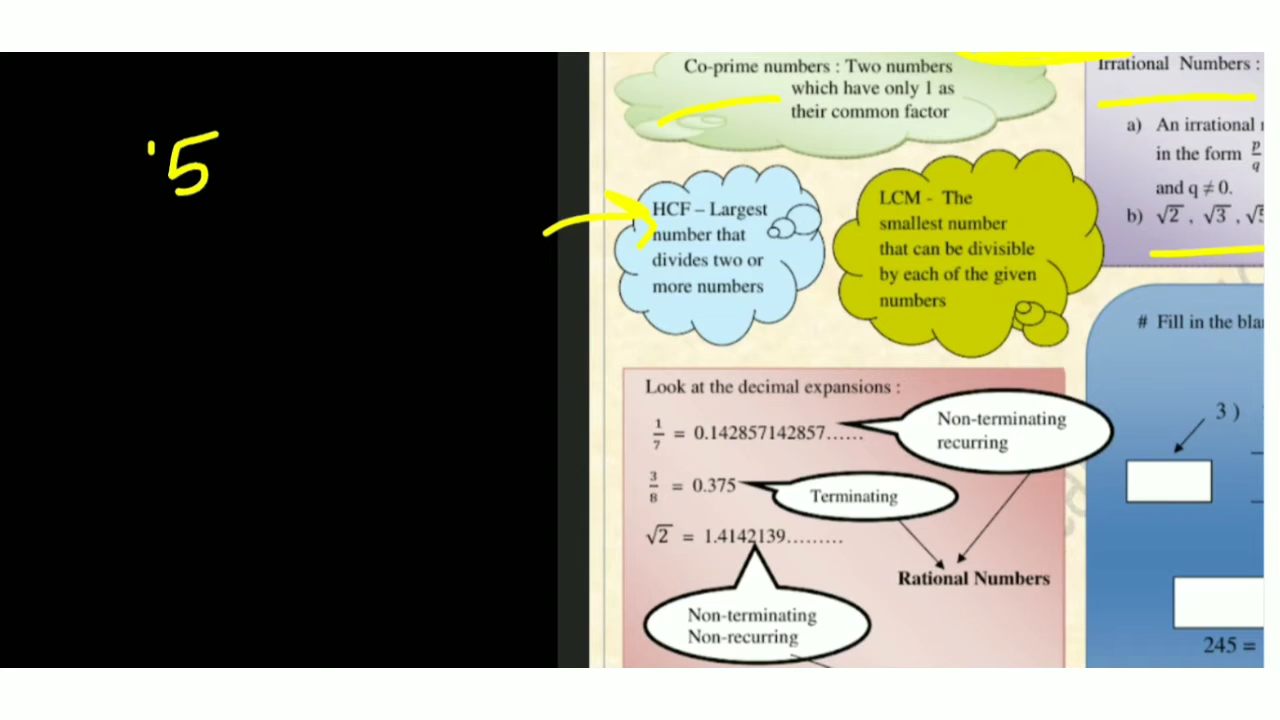 '5
Co-prime numbers : Two numbers
which have only 1 as
their common factor
HCF – Largest
number that
divides two or
more numbers
LCM - The
smallest number
that can be divisible
by each of the given
numbers
Irrational Numbers :
a) An irrational
in the form p/q
and q ≠ 0.
b) √2 , √3 , √5
Look at the decimal expansions :
1/7 = 0.142857142857......
Non-terminating
recurring
3/8 = 0.375
Terminating
√2 = 1.4142139.........
Rational Numbers
Non-terminating
Non-recurring
# Fill in the
3 )
245 =